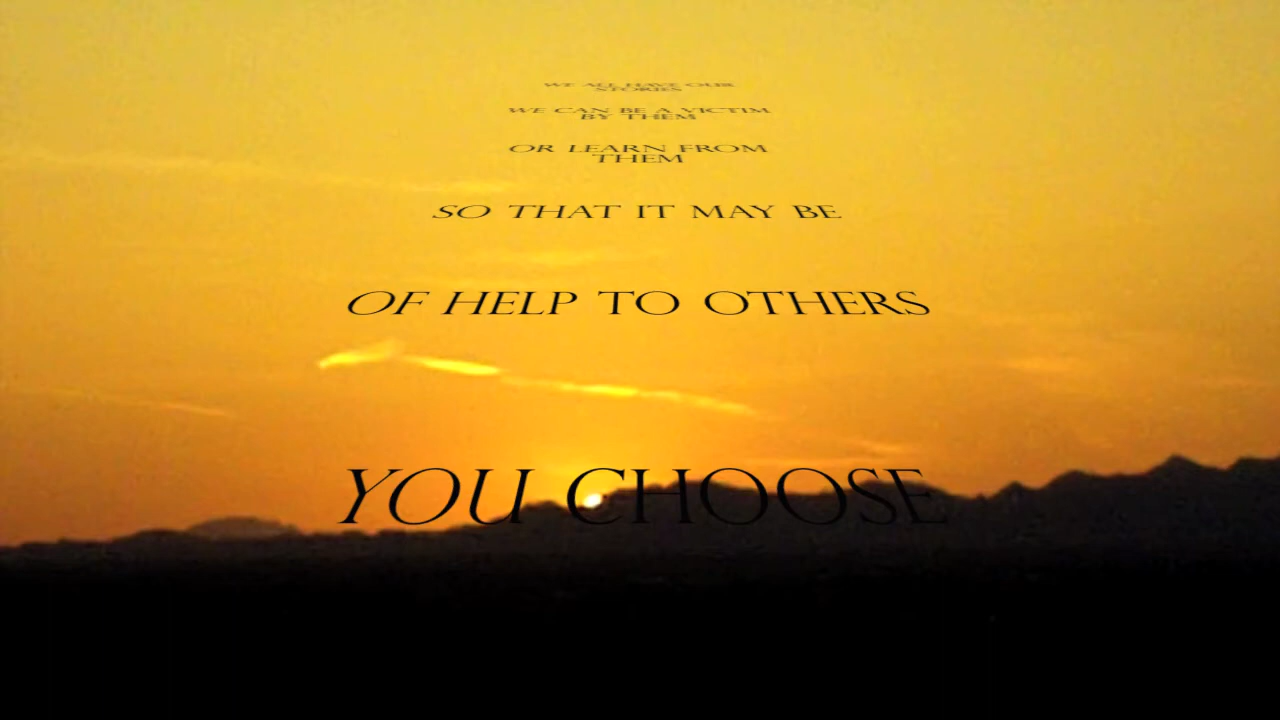 WE ALL HAVE OUR
STORIES
WE CAN BE A VICTIM
BY THEM
OR LEARN FROM
THEM
SO THAT IT MAY BE
OF HELP TO OTHERS
YOU CHOOSE